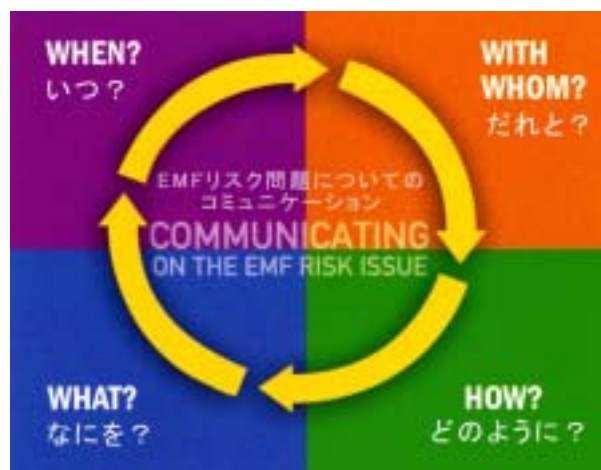 WHEN?
いつ?
WITH
WHOM?
だれと?
EMFリスク問題についての
コミュニケーション
COMMUNICATING
ON THE EMF RISK ISSUE
WHAT?
なにを?
HOW?
どのように?